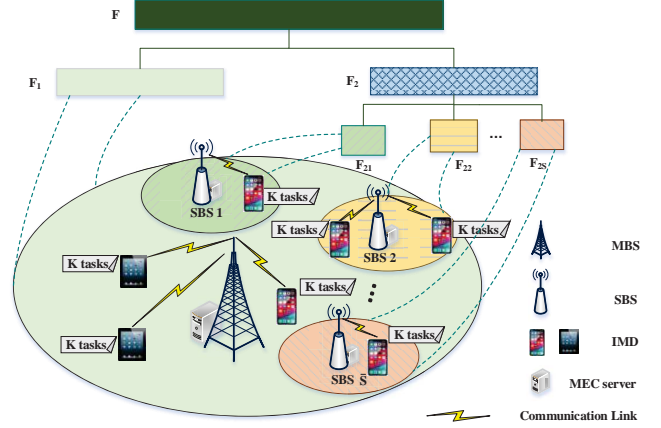 F
F1
F2
F21
F22
...
F2S
SBS 1
K tasks
K tasks
SBS 2
K tasks
K tasks
K tasks
K tasks
K tasks
SBS S̄
MBS
SBS
IMD
MEC server
Communication Link